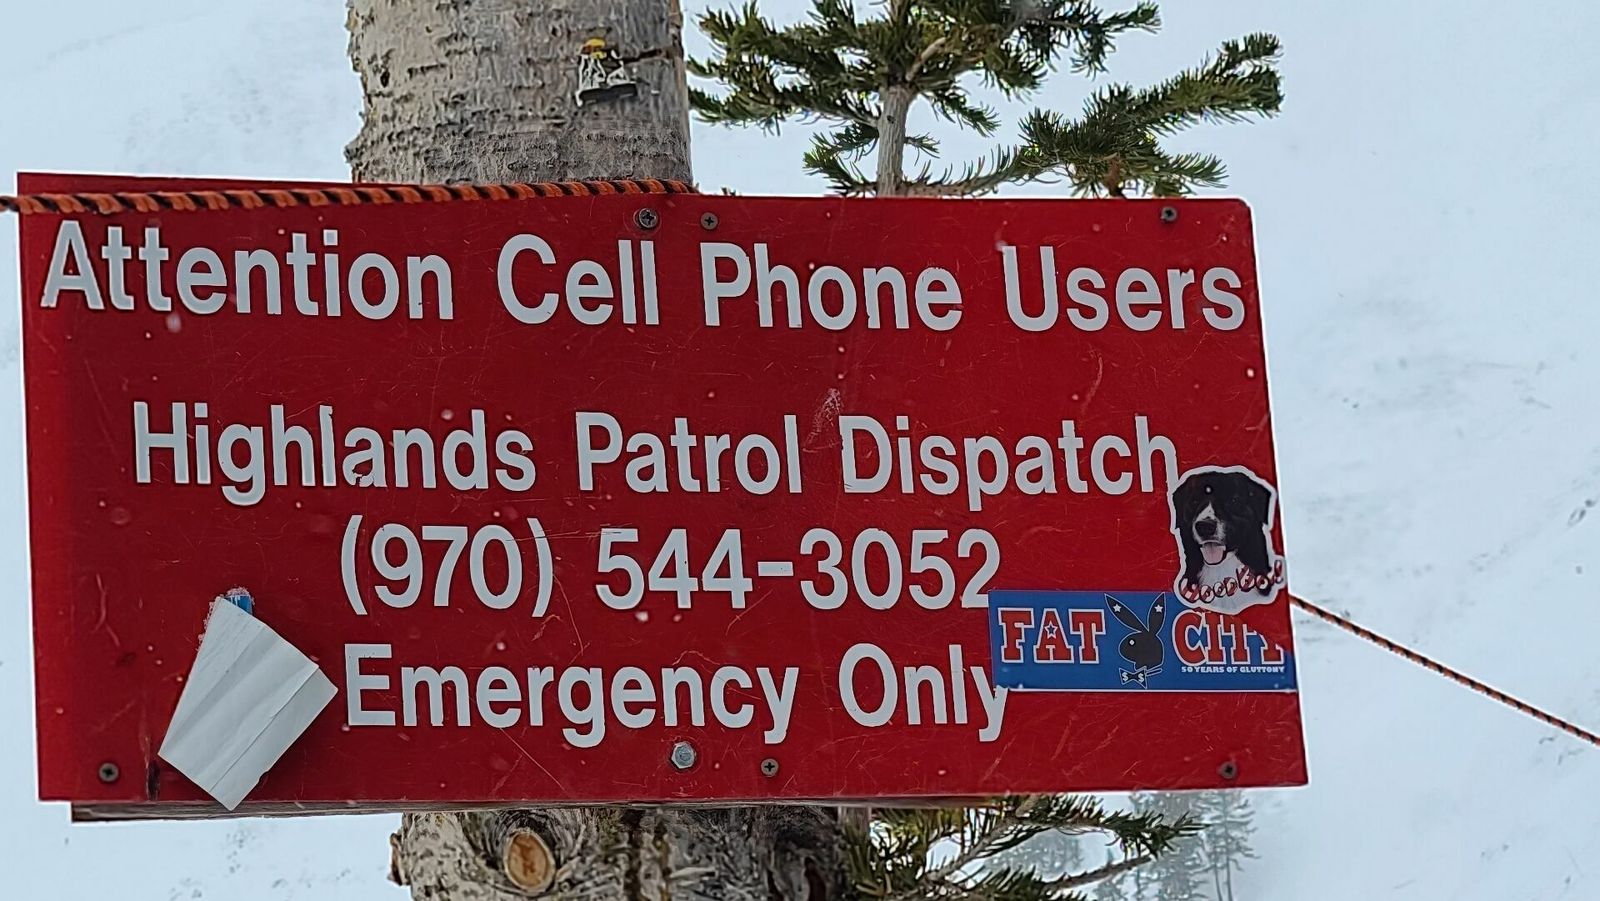 Attention Cell Phone Users
Highlands Patrol Dispatch
(970) 544-3052
Emergency Only
FAT CITY
50 YEARS OF GLUTTONY
$ $